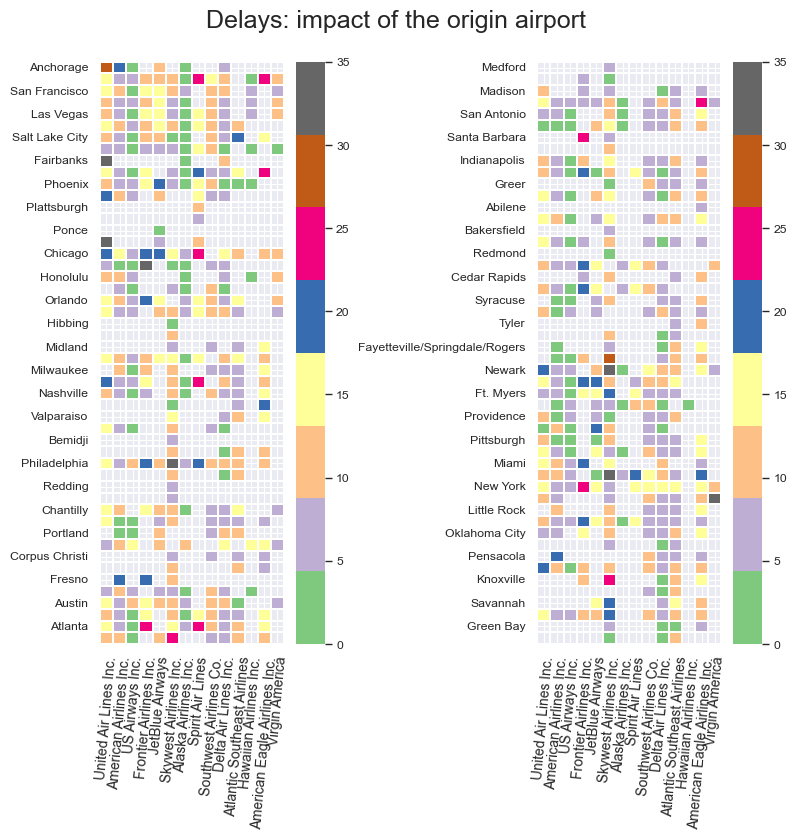 Delays: impact of the origin airport
Anchorage
San Francisco
Las Vegas
Salt Lake City
Fairbanks
Phoenix
Plattsburgh
Ponce
Chicago
Honolulu
Orlando
Hibbing
Midland
Milwaukee
Nashville
Valparaiso
Bemidji
Philadelphia
Redding
Chantilly
Portland
Corpus Christi
Fresno
Austin
Atlanta
United Air Lines Inc.
American Airlines Inc.
US Airways Inc.
Frontier Airlines Inc.
JetBlue Airways
Skywest Airlines Inc.
Alaska Airlines Inc.
Spirit Air Lines
Southwest Airlines Co.
Delta Air Lines Inc.
Atlantic Southeast Airlines
Hawaiian Airlines Inc.
American Eagle Airlines Inc.
Virgin America
35
30
25
20
15
10
5
0
Medford
Madison
San Antonio
Santa Barbara
Indianapolis
Greer
Abilene
Bakersfield
Redmond
Cedar Rapids
Syracuse
Tyler
Fayetteville/Springdale/Rogers
Newark
Ft. Myers
Providence
Pittsburgh
Miami
New York
Little Rock
Oklahoma City
Pensacola
Knoxville
Savannah
Green Bay
United Air Lines Inc.
American Airlines Inc.
US Airways Inc.
Frontier Airlines Inc.
JetBlue Airways
Skywest Airlines Inc.
Alaska Airlines Inc.
Spirit Air Lines
Southwest Airlines Co.
Delta Air Lines Inc.
Atlantic Southeast Airlines
Hawaiian Airlines Inc.
American Eagle Airlines Inc.
Virgin America
35
30
25
20
15
10
5
0